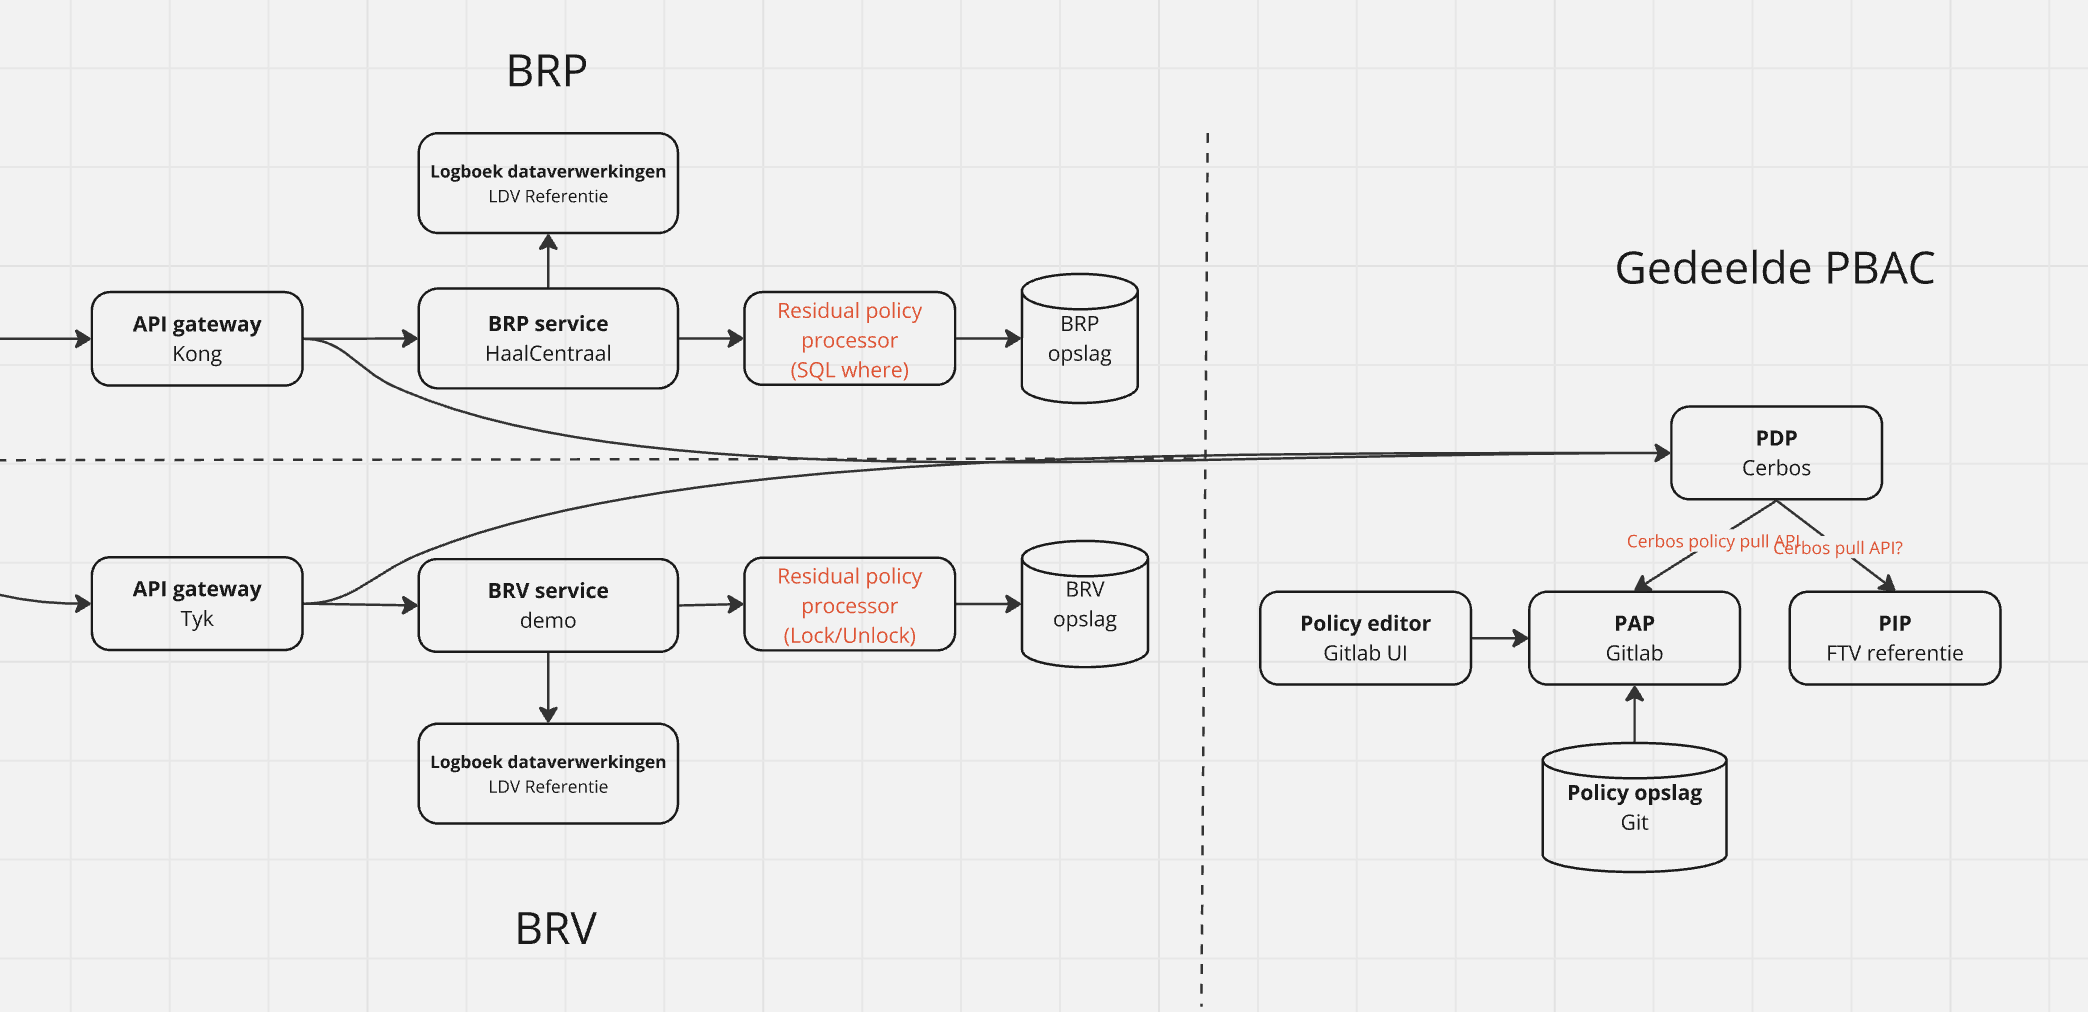 BRP
Logboek dataverwerkingen
LDV Referentie
API gateway
Kong
BRP service
HaalCentraal
Residual policy
processor
(SQL where)
BRP
opslag
Gedeelde PBAC
PDP
Cerbos
Cerbos policy pull API
Cerbos pull API?
API gateway
Tyk
BRV service
demo
Residual policy
processor
(Lock/Unlock)
BRV
opslag
Policy editor
Gitlab UI
PAP
Gitlab
PIP
FTV referentie
Logboek dataverwerkingen
LDV Referentie
Policy opslag
Git
BRV